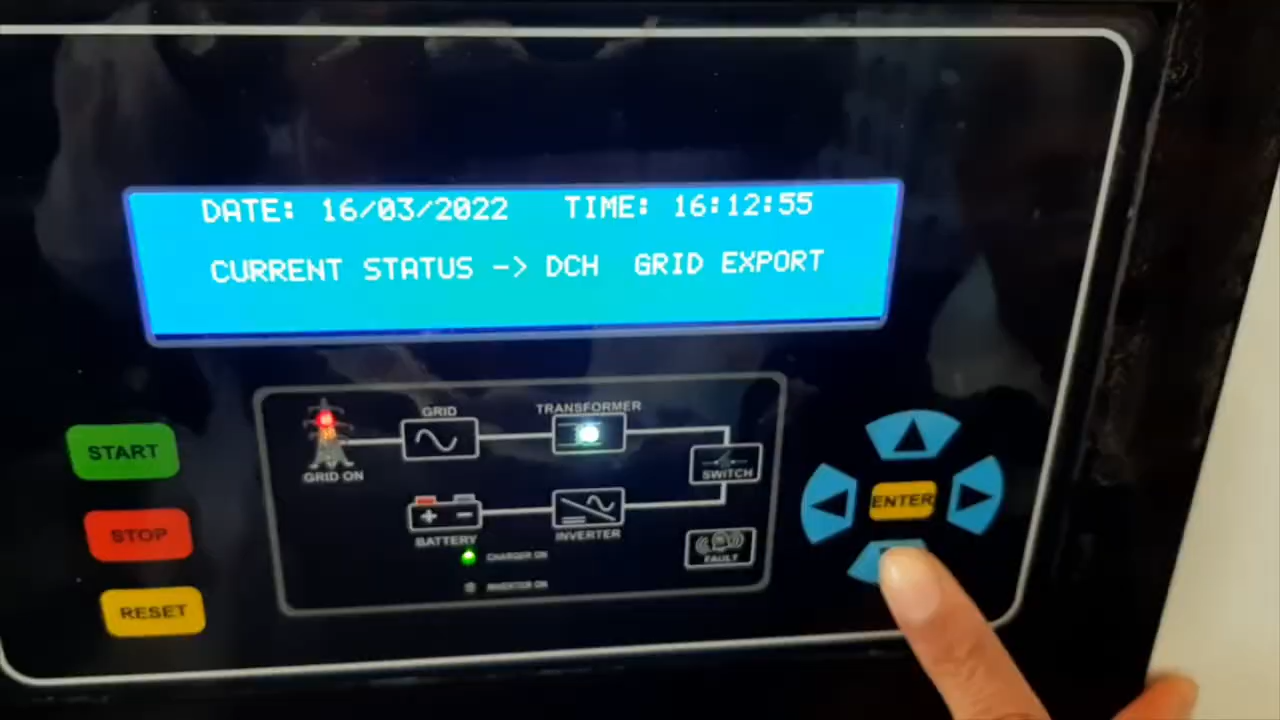 DATE: 16/03/2022 TIME: 16:12:55
CURRENT STATUS -> DCH GRID EXPORT
GRID
TRANSFORMER
GRID ON
SWITCH
BATTERY
INVERTER
CHARGER ON
INVERTER ON
FAULT
START
STOP
RESET
ENTER